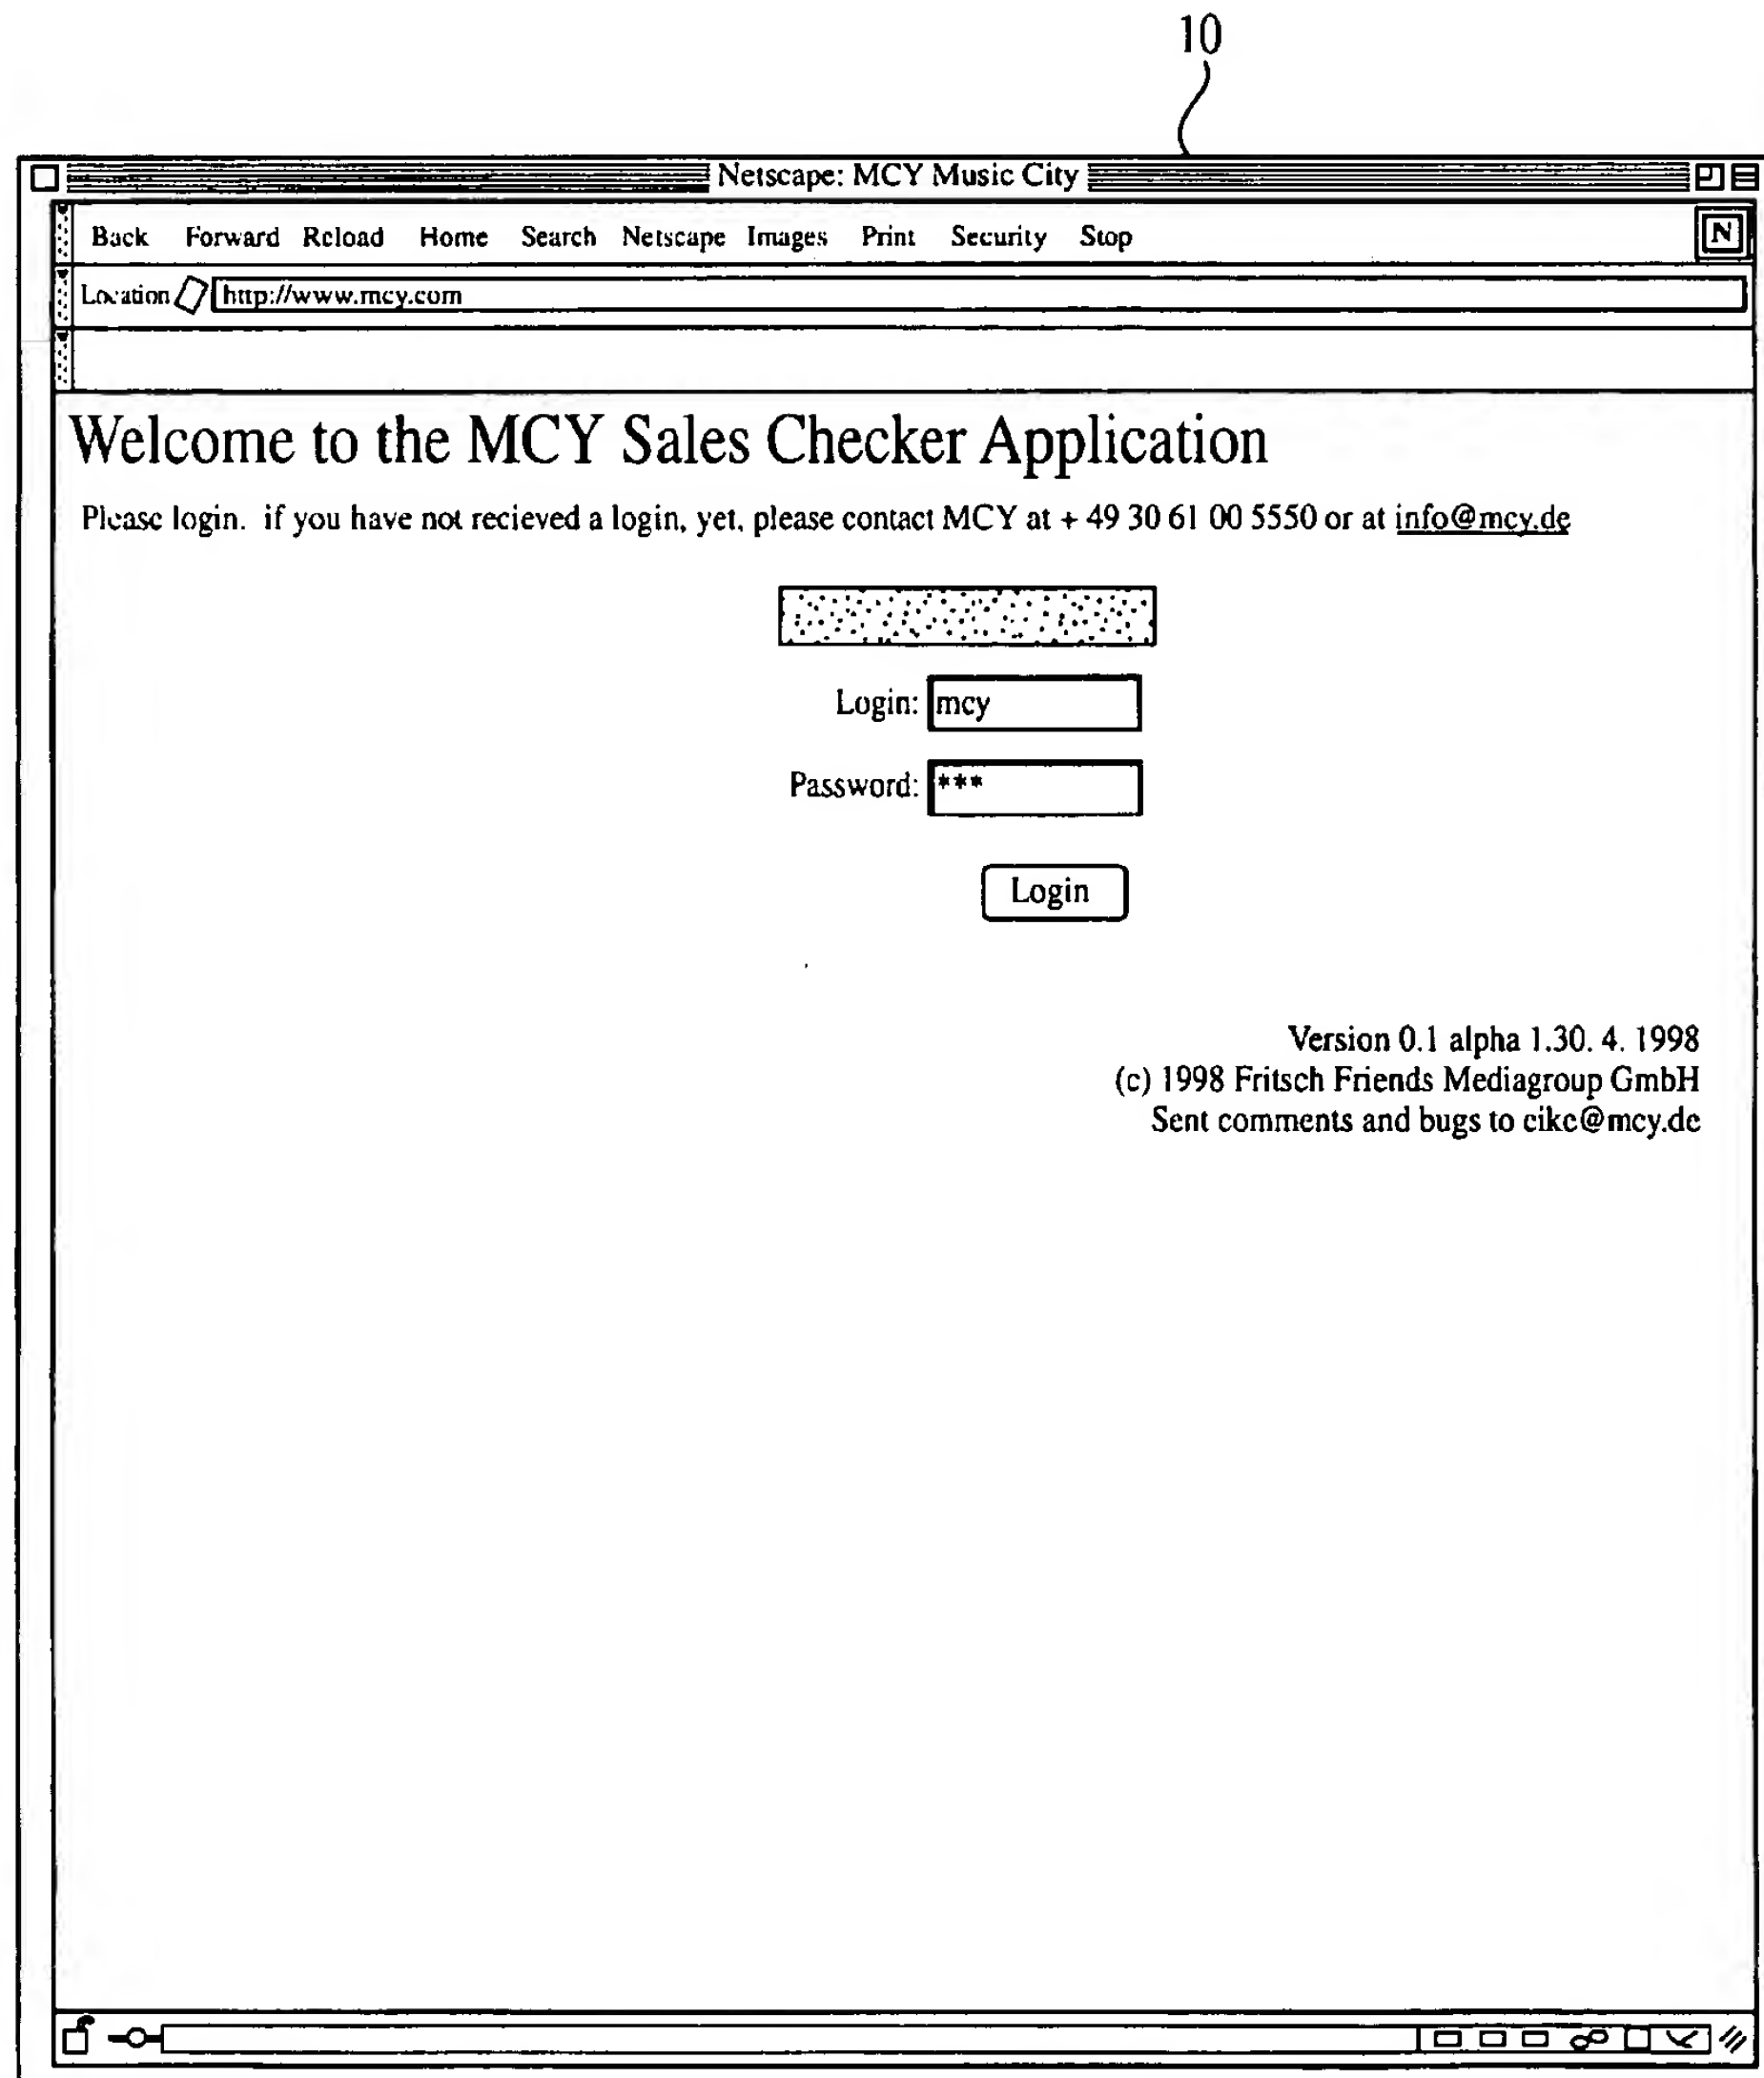 10
Netscape: MCY Music City
Back Forward Reload Home Search Netscape Images Print Security Stop
N
Location http://www.mcy.com
Welcome to the MCY Sales Checker Application
Please login. if you have not recieved a login, yet, please contact MCY at + 49 30 61 00 5550 or at info@mcy.de
Login: mcy
Password: ***
Login
Version 0.1 alpha 1.30. 4. 1998
(c) 1998 Fritsch Friends Mediagroup GmbH
Sent comments and bugs to eike@mcy.de